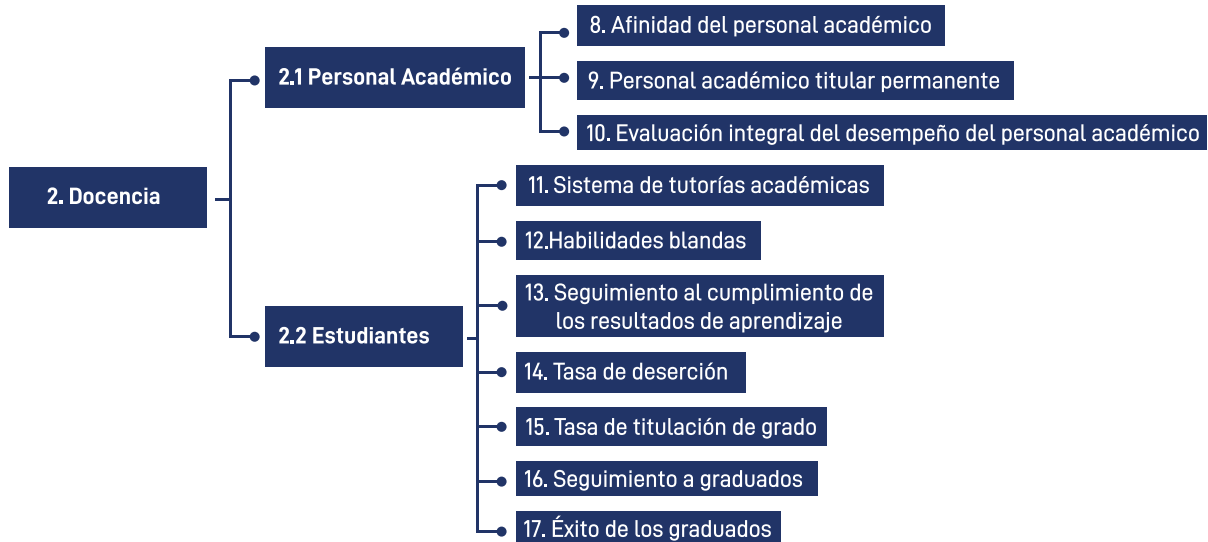 2. Docencia
2.1 Personal Académico
8. Afinidad del personal académico
9. Personal académico titular permanente
10. Evaluación integral del desempeño del personal académico
2.2 Estudiantes
11. Sistema de tutorías académicas
12.Habilidades blandas
13. Seguimiento al cumplimiento de
los resultados de aprendizaje
14. Tasa de deserción
15. Tasa de titulación de grado
16. Seguimiento a graduados
17. Éxito de los graduados